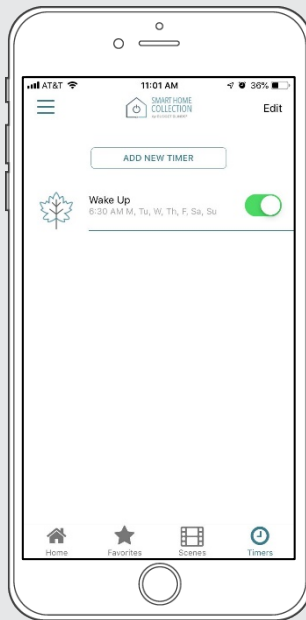 AT&T 11:01 AM 36%
SMART HOME
COLLECTION
Edit
ADD NEW TIMER
Wake Up
6:30 AM M, Tu, W, Th, F, Sa, Su
Home Favorites Scenes Timers